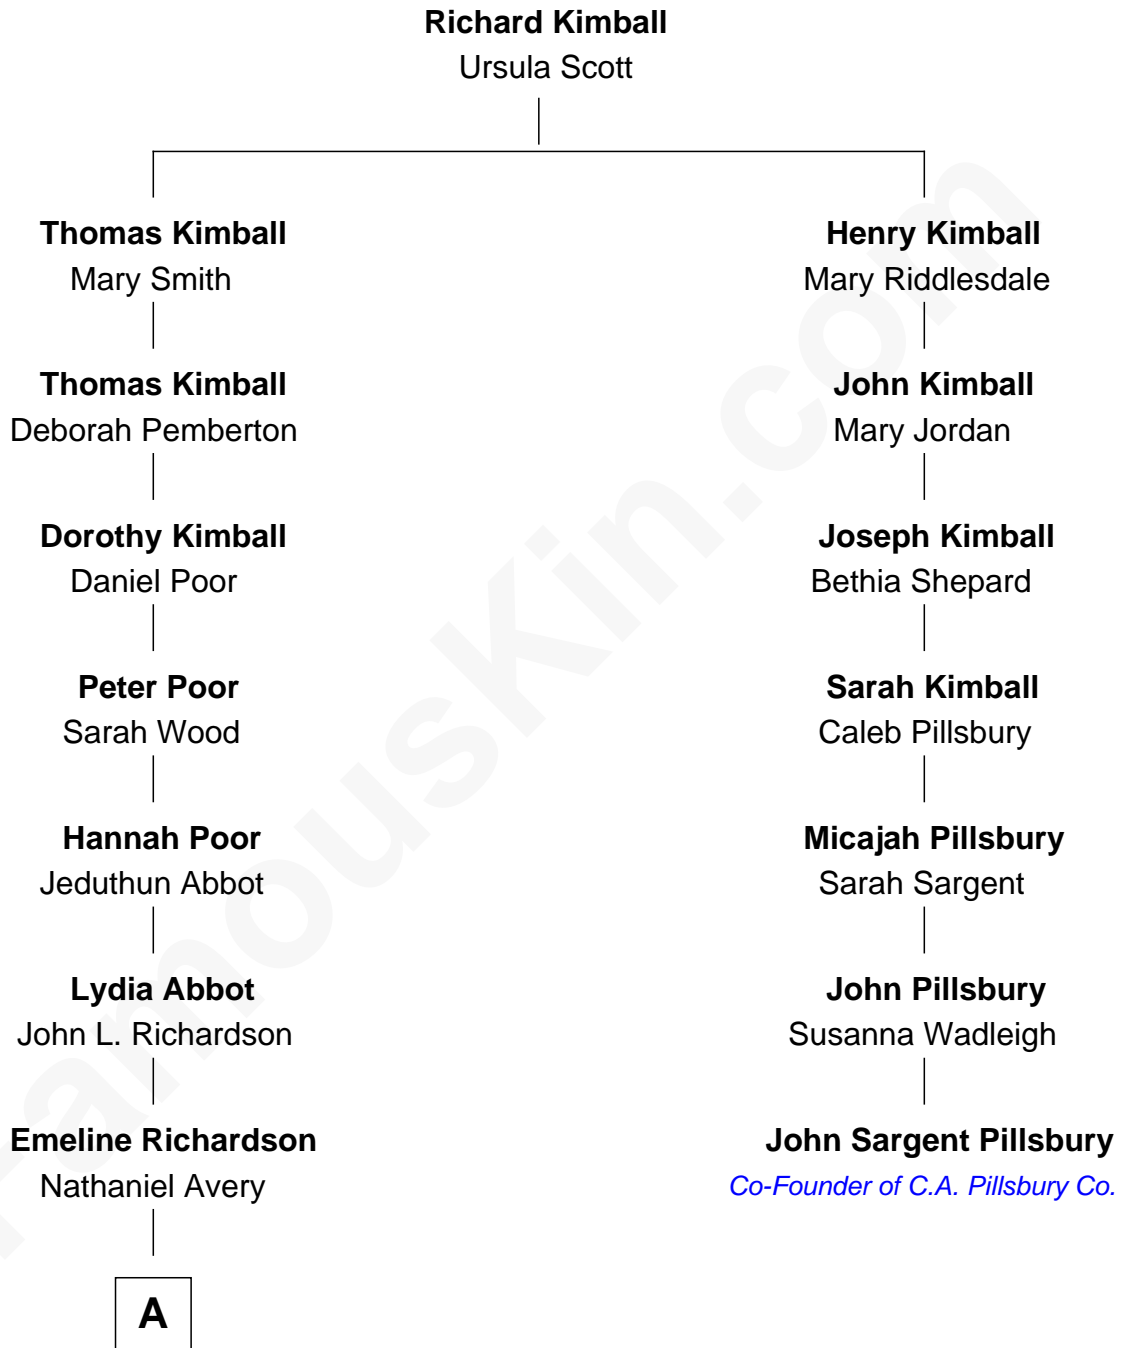 Richard Kimball
Ursula Scott
Thomas Kimball
Mary Smith
Thomas Kimball
Deborah Pemberton
Dorothy Kimball
Daniel Poor
Peter Poor
Sarah Wood
Hannah Poor
Jeduthun Abbot
Lydia Abbot
John L. Richardson
Emeline Richardson
Nathaniel Avery
A
Henry Kimball
Mary Riddlesdale
John Kimball
Mary Jordan
Joseph Kimball
Bethia Shepard
Sarah Kimball
Caleb Pillsbury
Micajah Pillsbury
Sarah Sargent
John Pillsbury
Susanna Wadleigh
John Sargent Pillsbury
Co-Founder of C.A. Pillsbury Co.
FamousKin.com